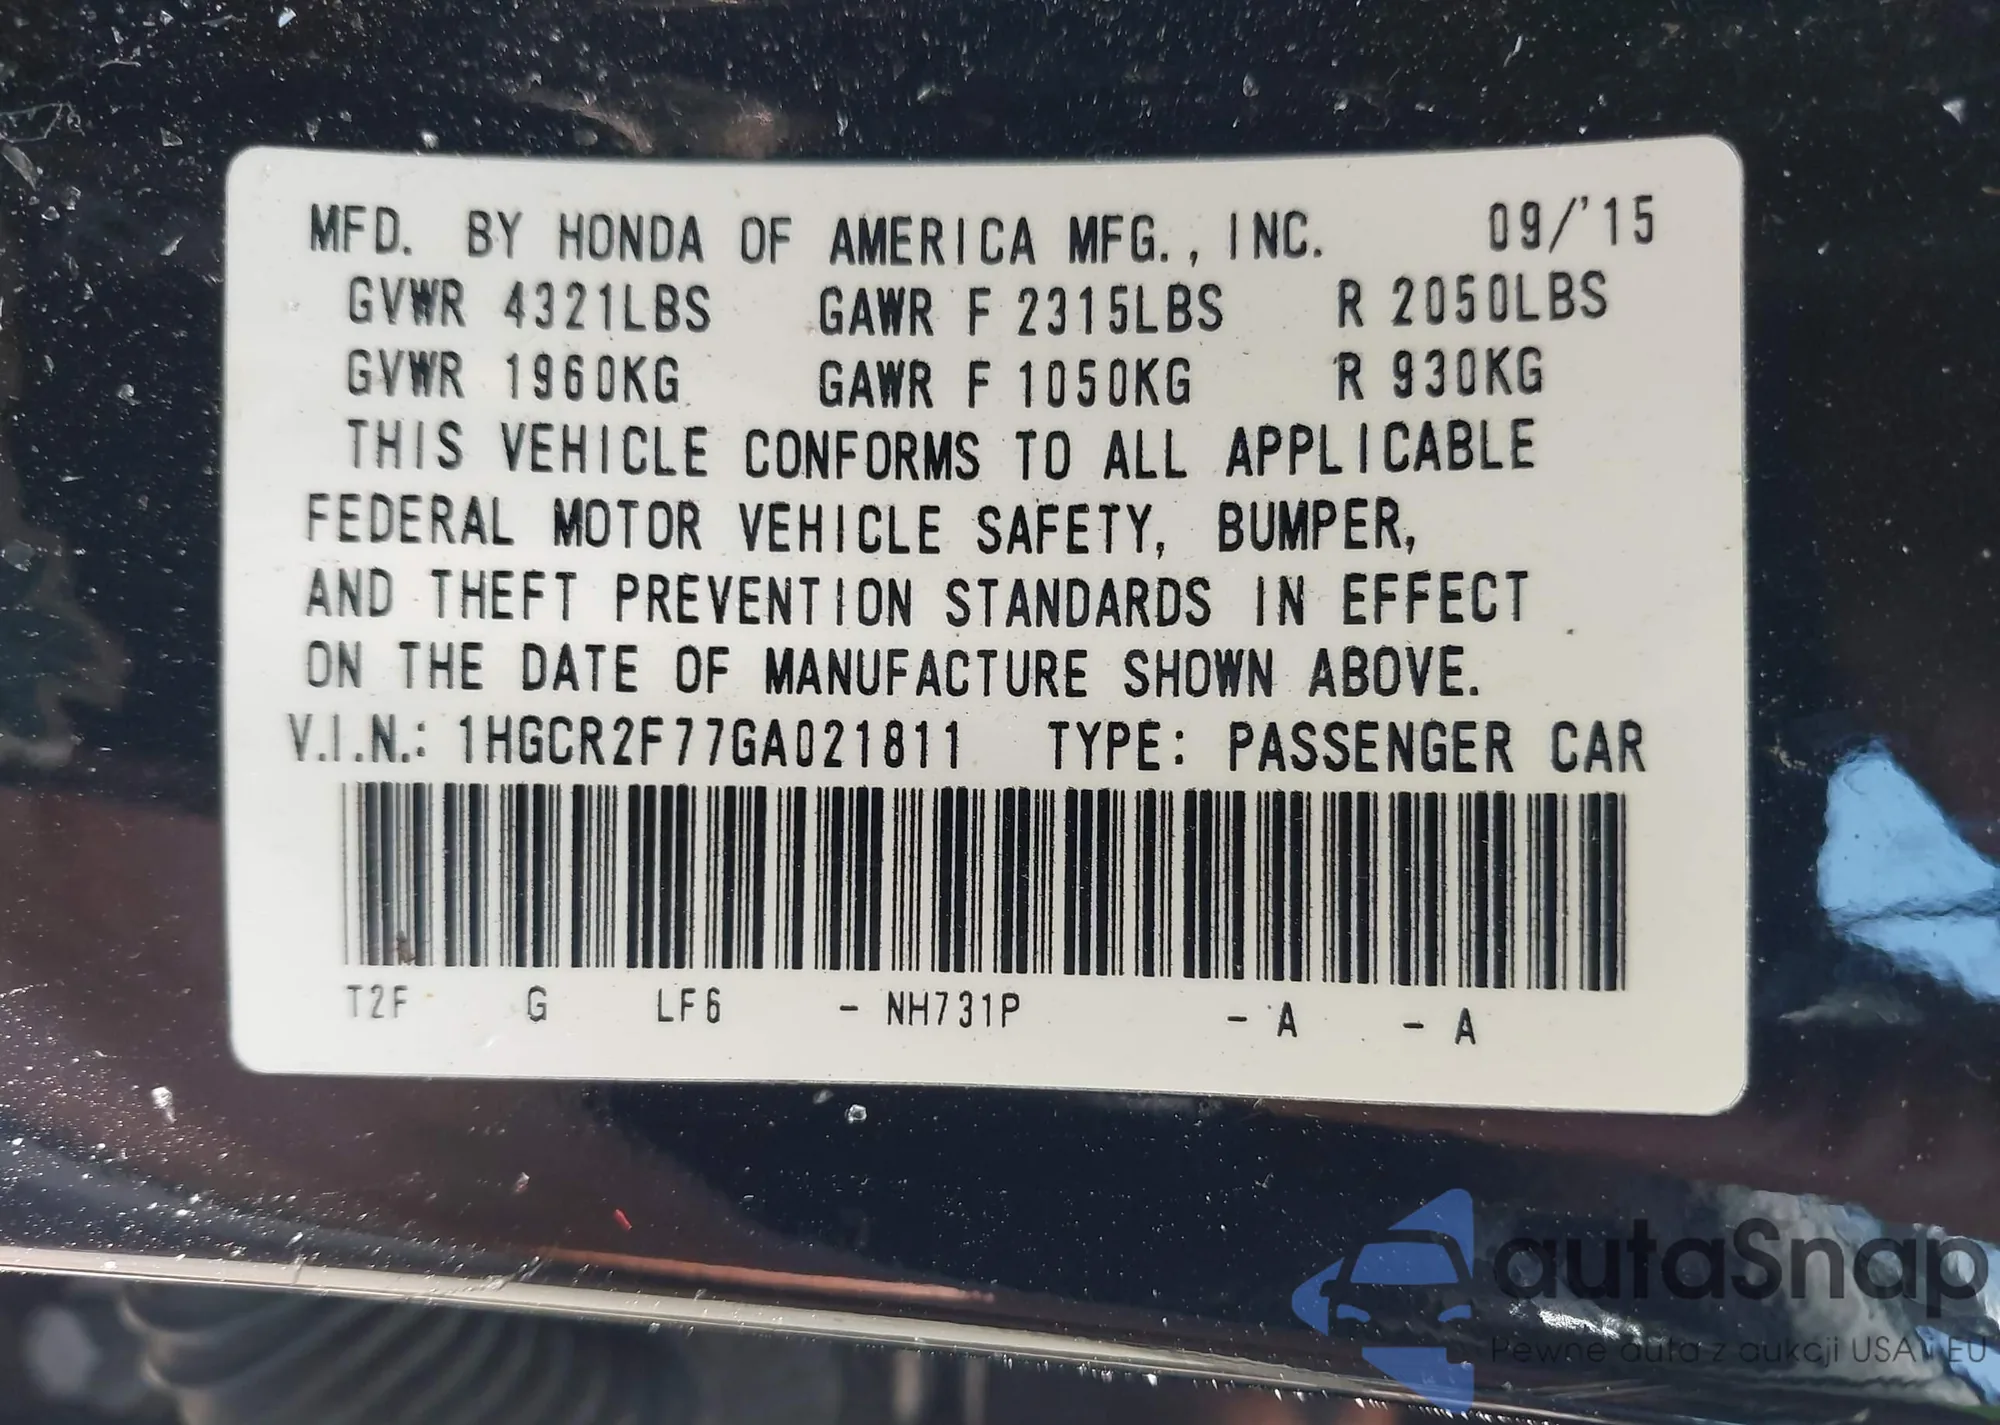 MFD. BY HONDA OF AMERICA MFG., INC. 09/'15
GVWR 4321LBS GAWR F 2315LBS R 2050LBS
GVWR 1960KG GAWR F 1050KG R 930KG
THIS VEHICLE CONFORMS TO ALL APPLICABLE
FEDERAL MOTOR VEHICLE SAFETY, BUMPER,
AND THEFT PREVENTION STANDARDS IN EFFECT
ON THE DATE OF MANUFACTURE SHOWN ABOVE.
V.I.N.: 1HGCR2F77GA021811 TYPE: PASSENGER CAR
T2F G LF6 - NH731P - A - A
autaSnap
Pewne auta z aukcji USA i EU